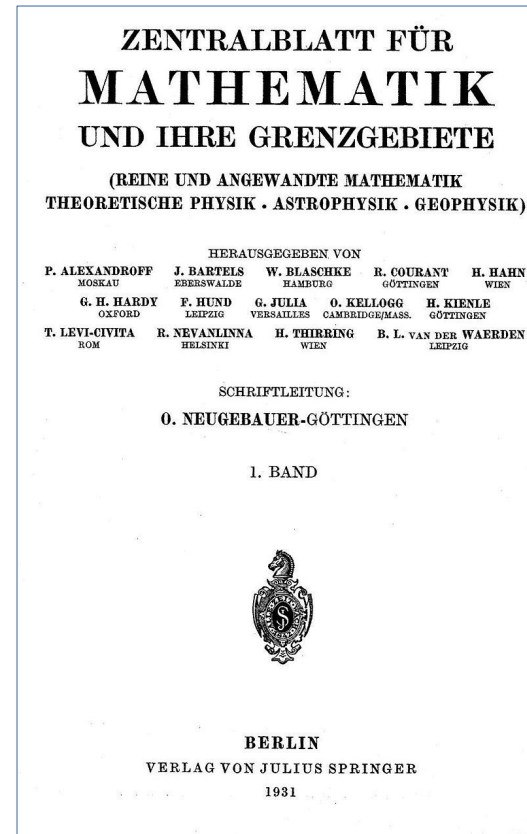 ZENTRALBLATT FÜR
MATHEMATIK
UND IHRE GRENZGEBIETE
(REINE UND ANGEWANDTE MATHEMATIK
THEORETISCHE PHYSIK . ASTROPHYSIK . GEOPHYSIK)
HERAUSGEGEBEN VON
P. ALEXANDROFF J. BARTELS W. BLASCHKE R. COURANT H. HAHN
MOSKAU EBERSWALDE HAMBURG GÖTTINGEN WIEN
G. H. HARDY F. HUND G. JULIA O. KELLOGG H. KIENLE
OXFORD LEIPZIG VERSAILLES CAMBRIDGE/MASS. GÖTTINGEN
T. LEVI-CIVITA R. NEVANLINNA H. THIRRING B. L. VAN DER WAERDEN
ROM HELSINKI WIEN LEIPZIG
SCHRIFTLEITUNG:
O. NEUGEBAUER-GÖTTINGEN
1. BAND
BERLIN
VERLAG VON JULIUS SPRINGER
1931